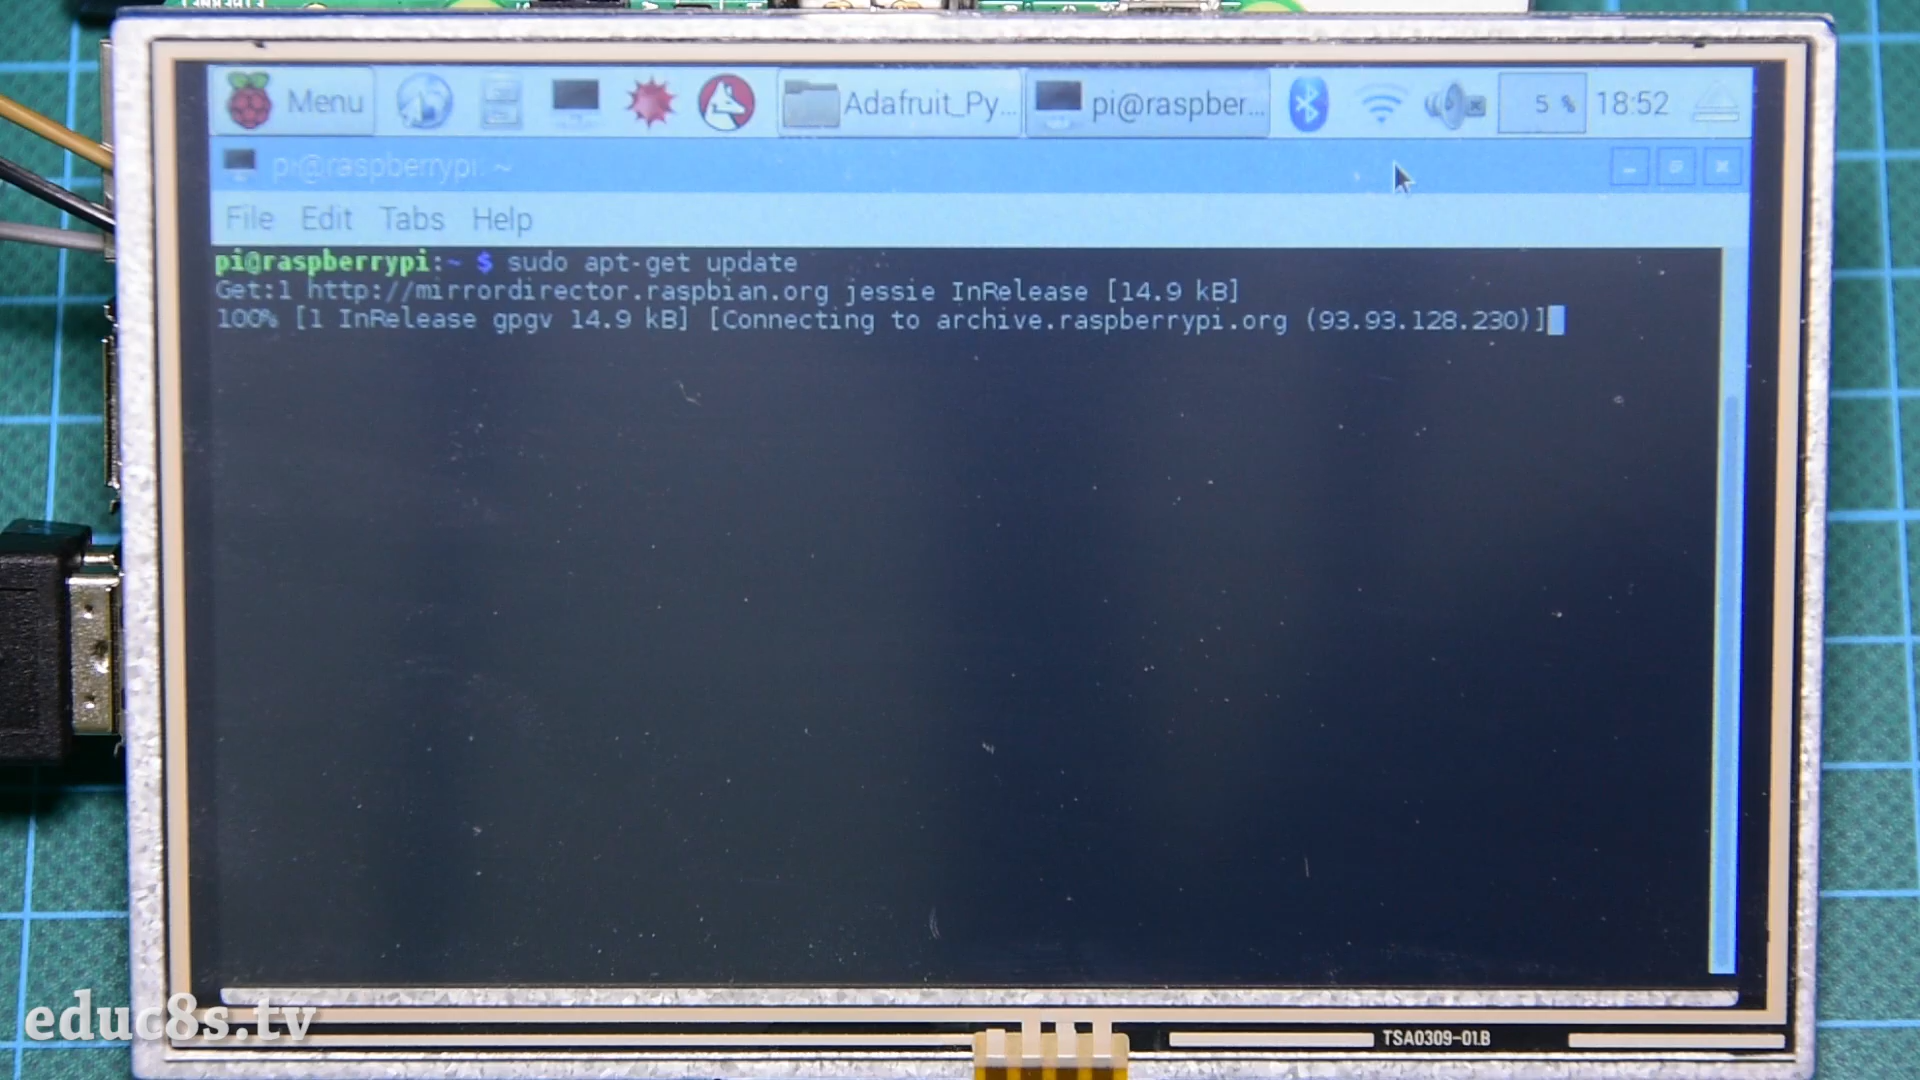 Menu
Adafruit_Py...
pi@raspber...
5 %
18:52
pi@raspberrypi: ~
File Edit Tabs Help
pi@raspberrypi:~ $ sudo apt-get update
Get:1 http://mirrordirector.raspbian.org jessie InRelease [14.9 kB]
100% [1 InRelease gpgv 14.9 kB] [Connecting to archive.raspberrypi.org (93.93.128.230)]
educ8s.tv
TSA0309-01.B